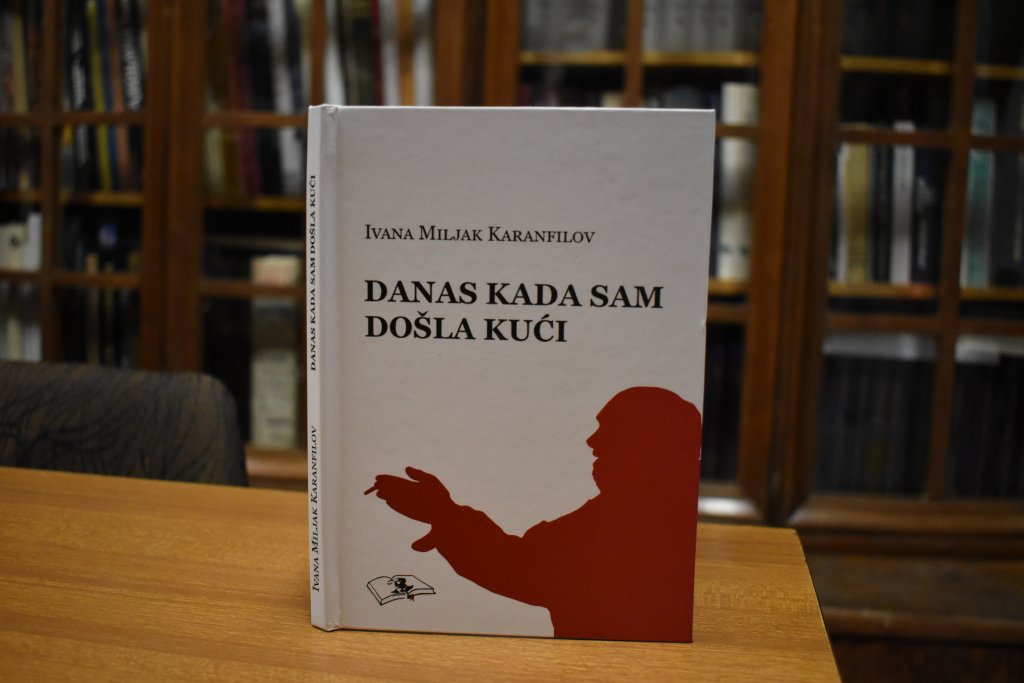 Ivana Miljak Karanfilov
DANAS KADA SAM
DOŠLA KUĆI
Ivana Miljak Karanfilov DANAS KADA SAM DOŠLA KUĆI